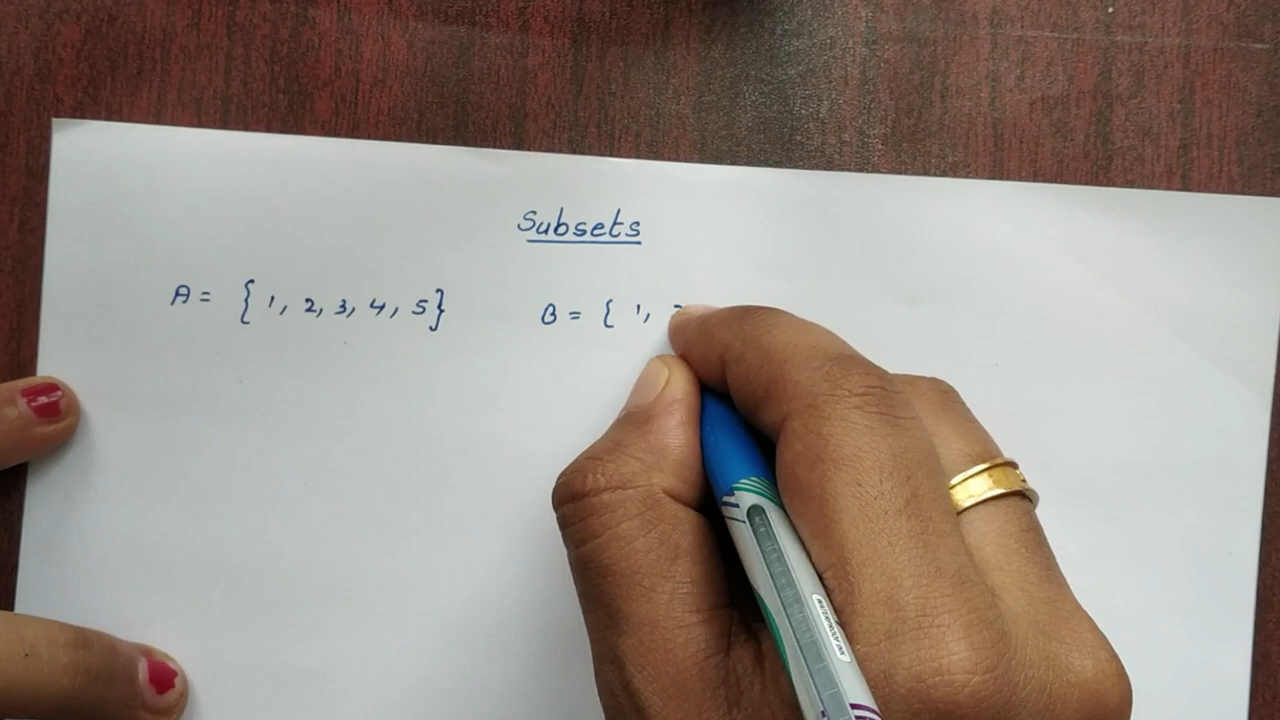 Subsets
A = { 1, 2, 3, 4, 5} B = { 1,